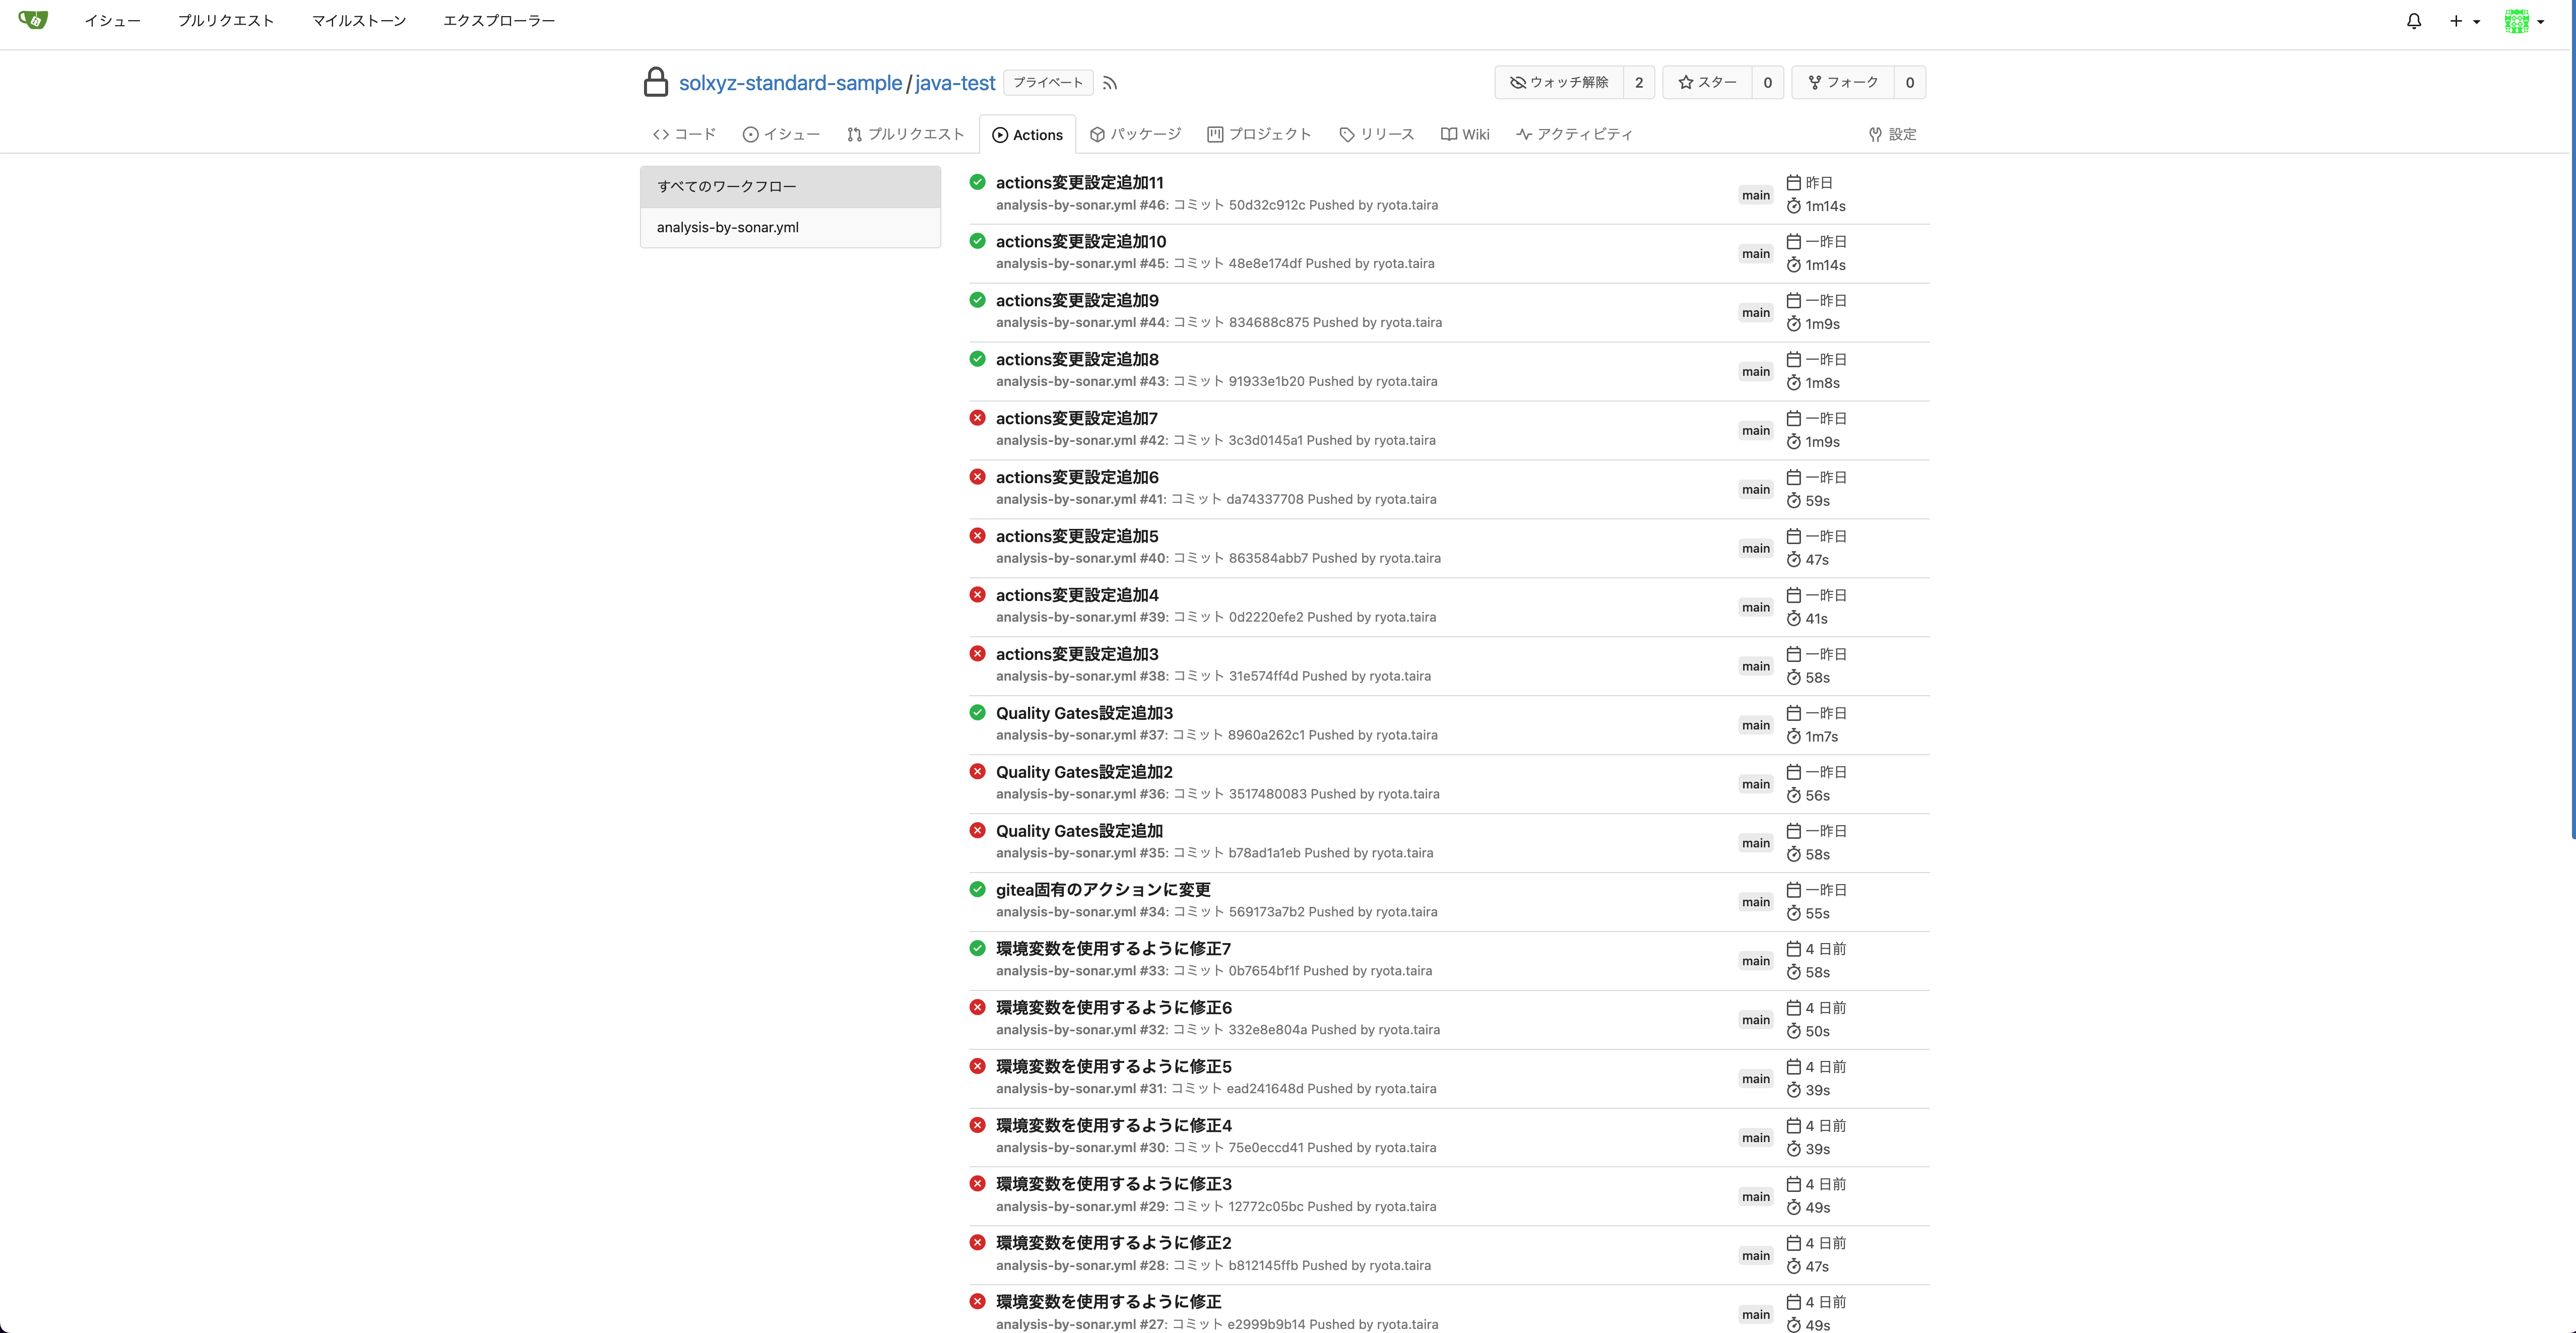 イシュー プルリクエスト マイルストーン エクスプローラー
solxyz-standard-sample / java-test プライベート
ウォッチ解除 2 スター 0 フォーク 0
コード イシュー プルリクエスト Actions パッケージ プロジェクト リリース Wiki アクティビティ 設定
すべてのワークフロー
analysis-by-sonar.yml
actions変更設定追加11
analysis-by-sonar.yml #46: コミット 50d32c912c Pushed by ryota.taira
main
昨日
1m14s
actions変更設定追加10
analysis-by-sonar.yml #45: コミット 48e8e174df Pushed by ryota.taira
main
一昨日
1m14s
actions変更設定追加9
analysis-by-sonar.yml #44: コミット 834688c875 Pushed by ryota.taira
main
一昨日
1m9s
actions変更設定追加8
analysis-by-sonar.yml #43: コミット 91933e1b20 Pushed by ryota.taira
main
一昨日
1m8s
actions変更設定追加7
analysis-by-sonar.yml #42: コミット 3c3d0145a1 Pushed by ryota.taira
main
一昨日
1m9s
actions変更設定追加6
analysis-by-sonar.yml #41: コミット da74337708 Pushed by ryota.taira
main
一昨日
59s
actions変更設定追加5
analysis-by-sonar.yml #40: コミット 863584abb7 Pushed by ryota.taira
main
一昨日
47s
actions変更設定追加4
analysis-by-sonar.yml #39: コミット 0d2220efe2 Pushed by ryota.taira
main
一昨日
41s
actions変更設定追加3
analysis-by-sonar.yml #38: コミット 31e574ff4d Pushed by ryota.taira
main
一昨日
58s
Quality Gates設定追加3
analysis-by-sonar.yml #37: コミット 8960a262c1 Pushed by ryota.taira
main
一昨日
1m7s
Quality Gates設定追加2
analysis-by-sonar.yml #36: コミット 3517480083 Pushed by ryota.taira
main
一昨日
56s
Quality Gates設定追加
analysis-by-sonar.yml #35: コミット b78ad1a1eb Pushed by ryota.taira
main
一昨日
58s
gitea固有のアクションに変更
analysis-by-sonar.yml #34: コミット 569173a7b2 Pushed by ryota.taira
main
一昨日
55s
環境変数を使用するように修正7
analysis-by-sonar.yml #33: コミット 0b7654bf1f Pushed by ryota.taira
main
4 日前
58s
環境変数を使用するように修正6
analysis-by-sonar.yml #32: コミット 332e8e804a Pushed by ryota.taira
main
4 日前
50s
環境変数を使用するように修正5
analysis-by-sonar.yml #31: コミット ead241648d Pushed by ryota.taira
main
4 日前
39s
環境変数を使用するように修正4
analysis-by-sonar.yml #30: コミット 75e0eccd41 Pushed by ryota.taira
main
4 日前
39s
環境変数を使用するように修正3
analysis-by-sonar.yml #29: コミット 12772c05bc Pushed by ryota.taira
main
4 日前
49s
環境変数を使用するように修正2
analysis-by-sonar.yml #28: コミット b812145ffb Pushed by ryota.taira
main
4 日前
47s
環境変数を使用するように修正
analysis-by-sonar.yml #27: コミット e2999b9b14 Pushed by ryota.taira
main
4 日前
49s